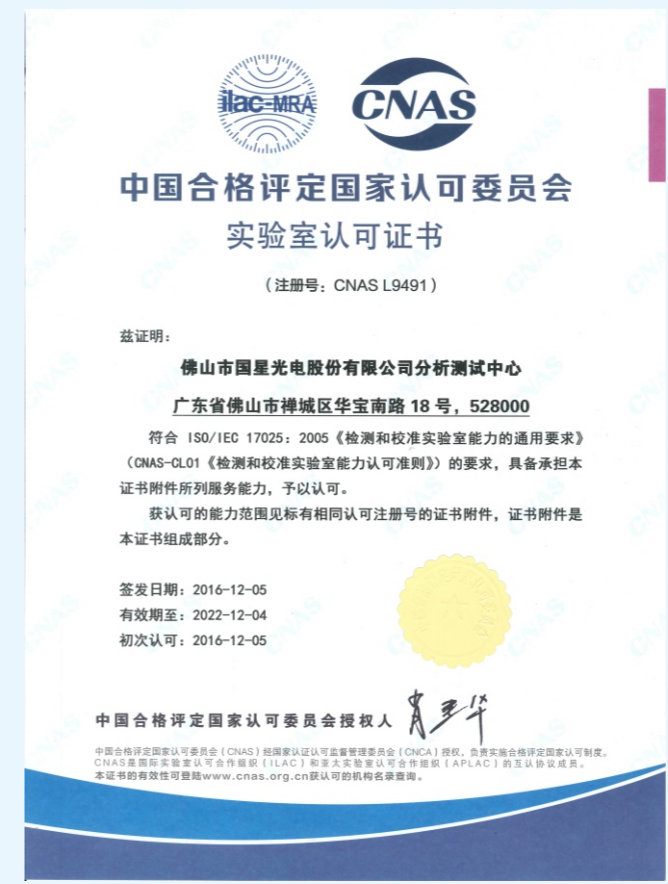 ilac-MRA
CNAS
中国合格评定国家认可委员会
实验室认可证书
(注册号: CNAS L9491)
兹证明:
佛山市国星光电股份有限公司分析测试中心
广东省佛山市禅城区华宝南路 18 号, 528000
符合 ISO/IEC 17025: 2005《检测和校准实验室能力的通用要求》
(CNAS-CL01《检测和校准实验室能力认可准则》) 的要求, 具备承担本
证书附件所列服务能力, 予以认可。
获认可的能力范围见标有相同认可注册号的证书附件, 证书附件是
本证书组成部分。
签发日期: 2016-12-05
有效期至: 2022-12-04
初次认可: 2016-12-05
中国合格评定国家认可委员会授权人
中国合格评定国家认可委员会(CNAS)经国家认证认可监督管理委员会(CNCA)授权, 负责实施合格评定国家认可制度。
CNAS是国际实验室认可合作组织(ILAC)和亚太实验室认可合作组织(APLAC)的互认协议成员。
本证书的有效性可登陆www.cnas.org.cn获认可的机构名录查询。